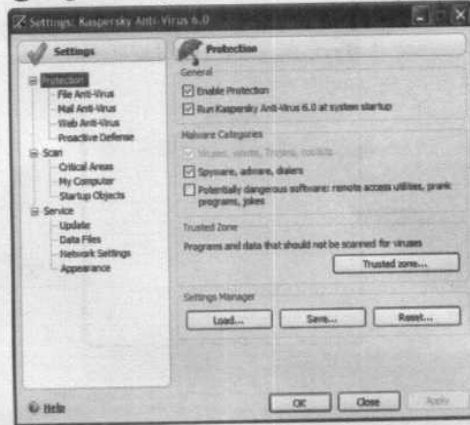 Settings: Kaspersky Anti-Virus 6.0
Settings
Protection
File Anti-Virus
Mail Anti-Virus
Web Anti-Virus
Proactive Defense
Scan
Critical Areas
My Computer
Startup Objects
Service
Update
Data Files
Network Settings
Appearance
Help
Protection
General
Enable Protection
Run Kaspersky Anti-Virus 6.0 at system startup
Malware Categories
Viruses, worms, Trojans, rootkits
Spyware, adware, dialers
Potentially dangerous software: remote access utilities, prank
programs, jokes
Trusted Zone
Programs and data that should not be scanned for viruses
Trusted zone...
Settings Manager
Load...
Save...
Reset...
OK
Close
Apply